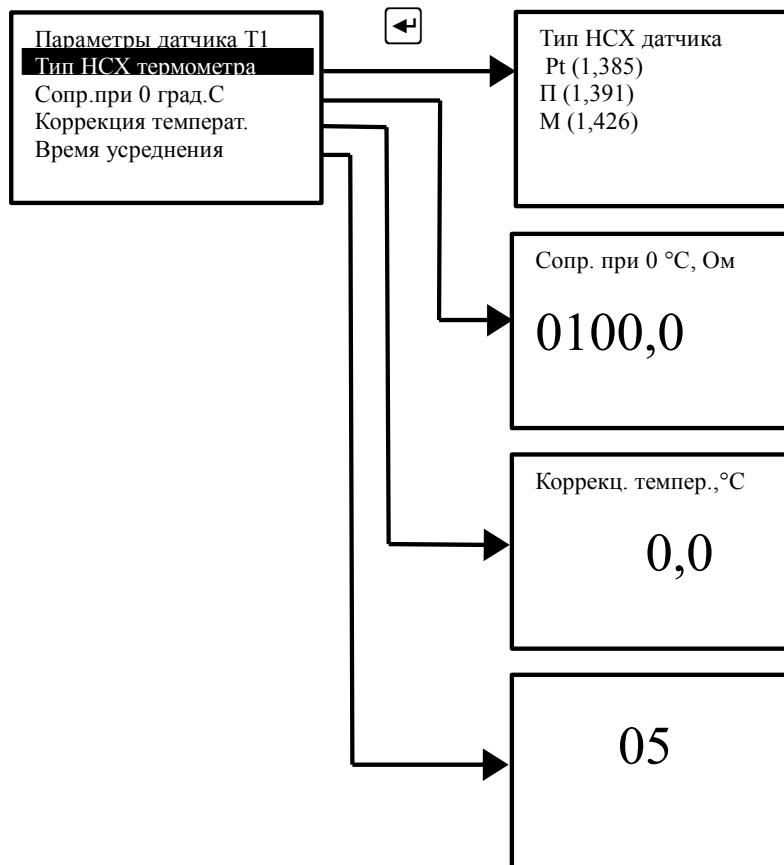 Параметры датчика Т1
Тип НСХ термометра
Сопр.при 0 град.С
Коррекция температ.
Время усреднения
Тип НСХ датчика
Pt (1,385)
П (1,391)
М (1,426)
Сопр. при 0 °С, Ом
0100,0
Коррекц. темпер.,°С
0,0
05